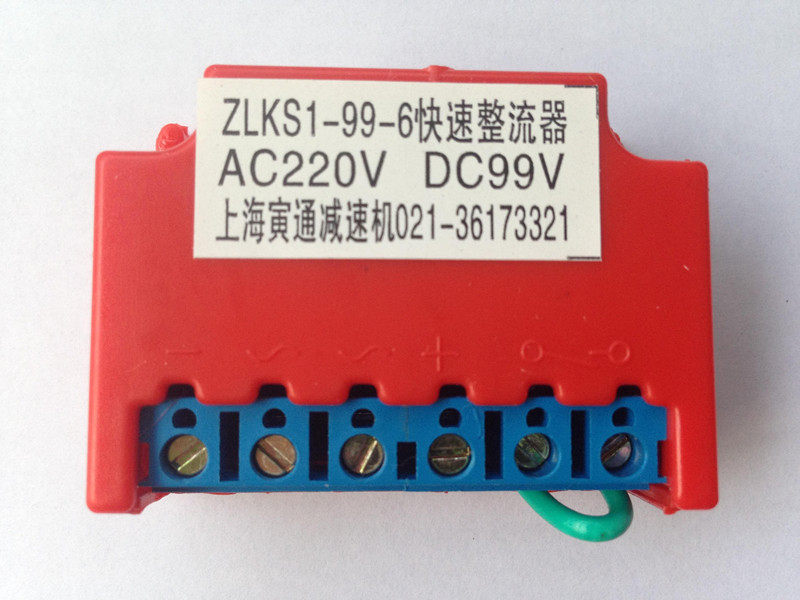 ZLKS1-99-6快速整流器
AC220V DC99V
上海寅通减速机021-36173321
− ~ ~ +